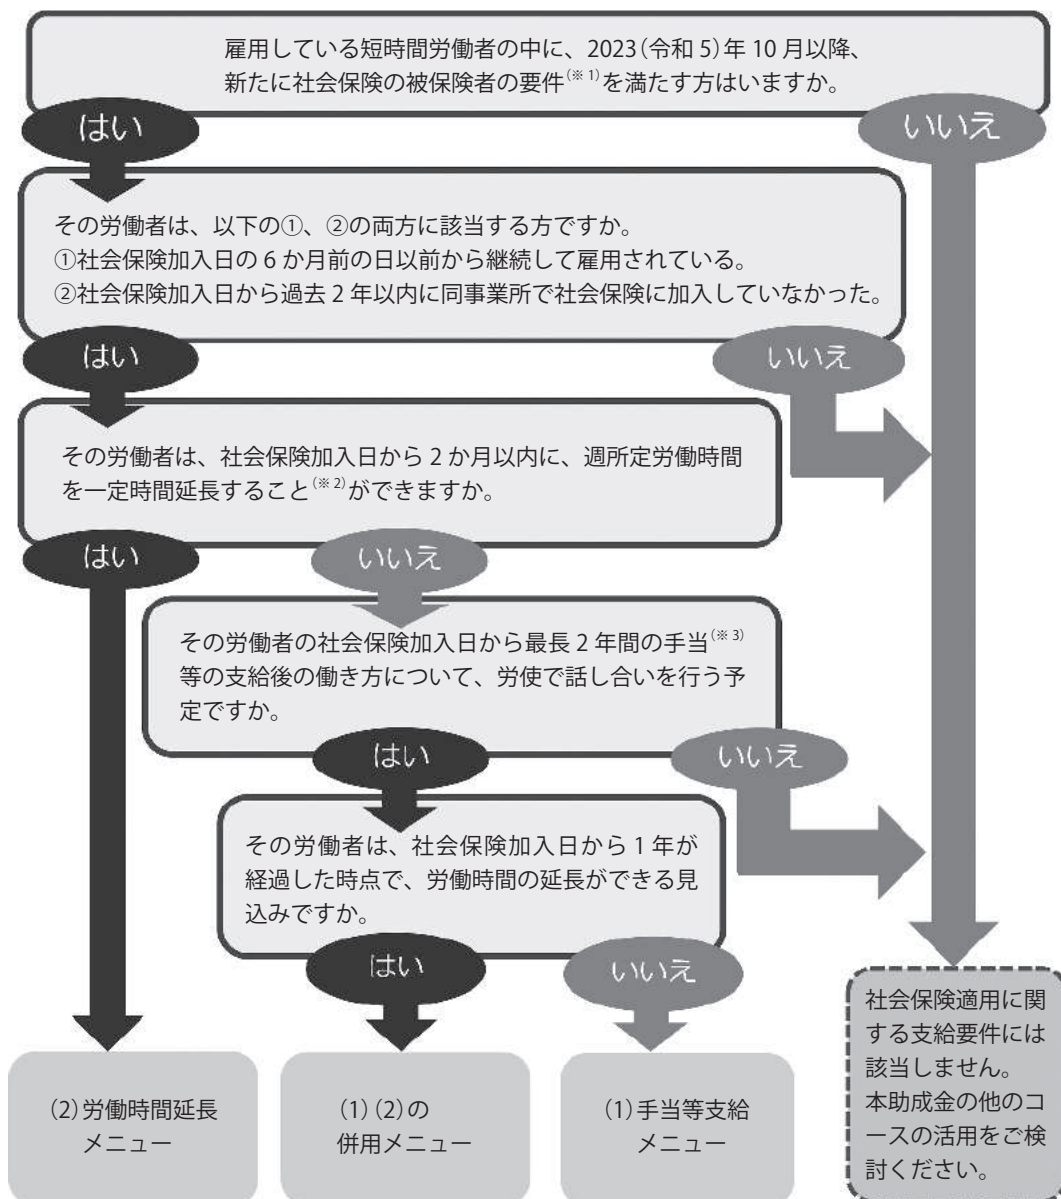 雇用している短時間労働者の中に、2023(令和 5)年 10 月以降、
新たに社会保険の被保険者の要件(※ 1)を満たす方はいますか。
はい
いいえ
その労働者は、以下の①、②の両方に該当する方ですか。
①社会保険加入日の 6 か月前の日以前から継続して雇用されている。
②社会保険加入日から過去 2 年以内に同事業所で社会保険に加入していなかった。
はい
いいえ
その労働者は、社会保険加入日から 2 か月以内に、週所定労働時間
を一定時間延長すること(※ 2)ができますか。
はい
いいえ
その労働者の社会保険加入日から最長 2 年間の手当(※ 3)
等の支給後の働き方について、労使で話し合いを行う予
定ですか。
はい
いいえ
その労働者は、社会保険加入日から 1 年が
経過した時点で、労働時間の延長ができる見
込みですか。
はい
いいえ
(2)労働時間延長
メニュー
(1)(2)の
併用メニュー
(1)手当等支給
メニュー
社会保険適用に関
する支給要件には
該当しません。
本助成金の他のコ
ースの活用をご検
討ください。